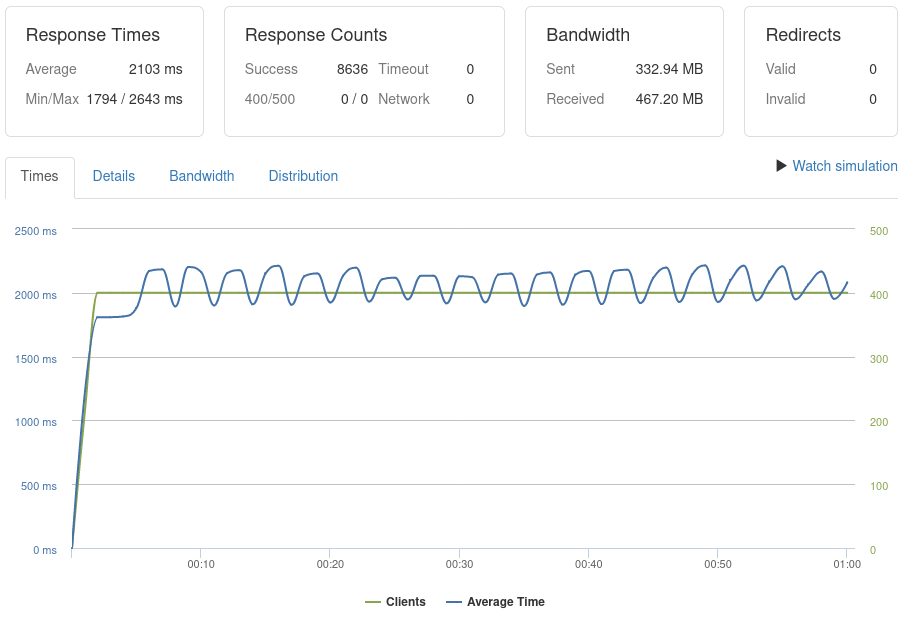 Response Times
Average 2103 ms
Min/Max 1794 / 2643 ms
Response Counts
Success 8636 Timeout 0
400/500 0 / 0 Network 0
Bandwidth
Sent 332.94 MB
Received 467.20 MB
Redirects
Valid 0
Invalid 0
Times Details Bandwidth Distribution
Watch simulation
2500 ms 500
2000 ms 400
1500 ms 300
1000 ms 200
500 ms 100
0 ms 0
00:10 00:20 00:30 00:40 00:50 01:00
Clients Average Time